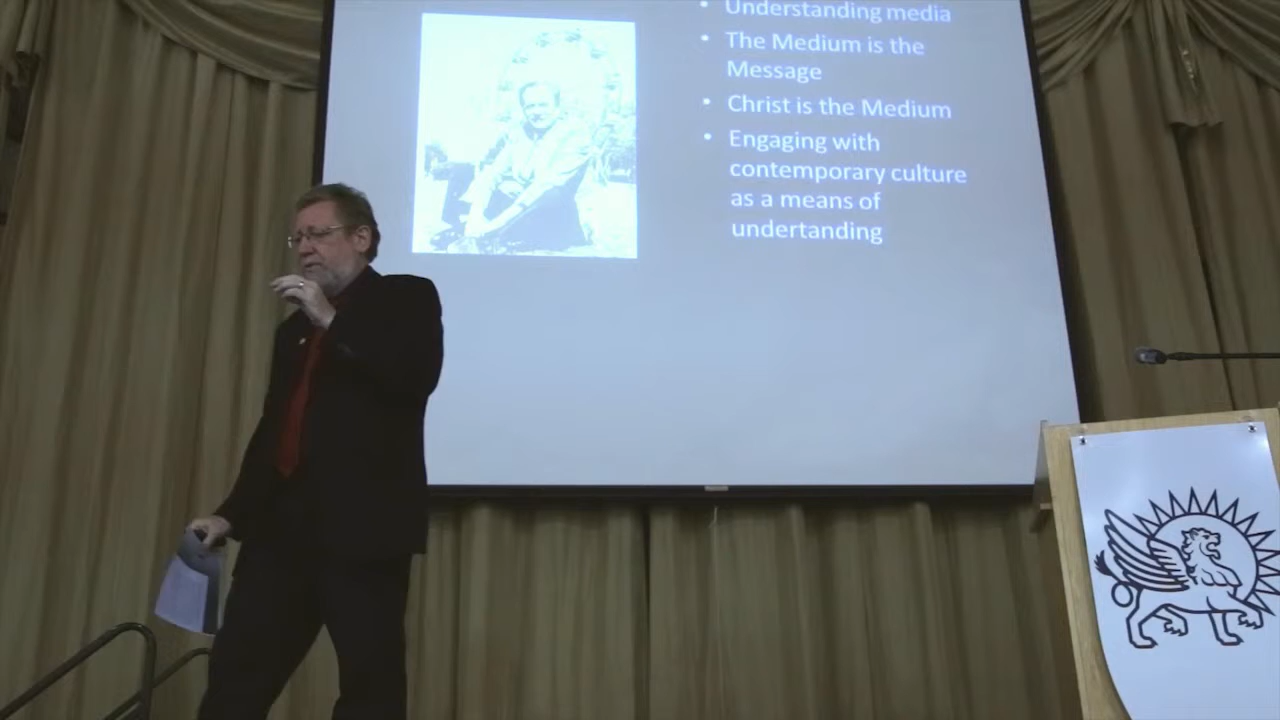 • Understanding media
• The Medium is the
Message
• Christ is the Medium
• Engaging with
contemporary culture
as a means of
undertanding